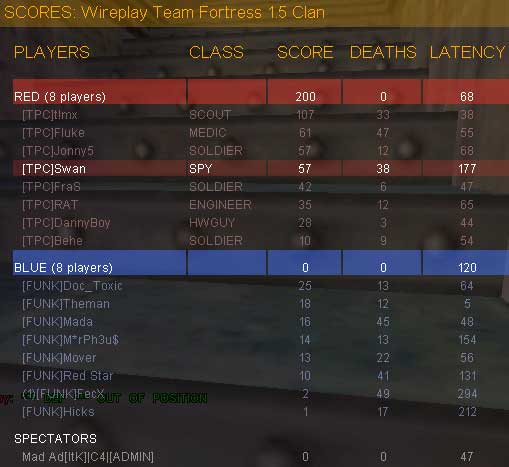 SCORES: Wireplay Team Fortress 1.5 Clan
PLAYERS CLASS SCORE DEATHS LATENCY
RED (8 players) 200 0 68
[TPC]tlmx SCOUT 107 33 38
[TPC]Fluke MEDIC 61 47 55
[TPC]Jonny5 SOLDIER 57 12 68
[TPC]Swan SPY 57 38 177
[TPC]FraS SOLDIER 42 6 47
[TPC]RAT ENGINEER 35 12 65
[TPC]DannyBoy HWGUY 28 3 44
[TPC]Behe SOLDIER 10 9 54
BLUE (8 players) 0 0 120
[FUNK]Doc_Toxic 25 13 64
[FUNK]Theman 18 12 5
[FUNK]Mada 16 45 48
[FUNK]M*rPh3u$ 14 13 154
[FUNK]Mover 13 22 56
[FUNK]Red Star 10 41 131
(1)[FUNK]FecX 2 49 294
OUT OF POSITION
[FUNK]Hicks 1 17 212
SPECTATORS
Mad Ad[ItK]|C4|[ADMIN] 0 0 47